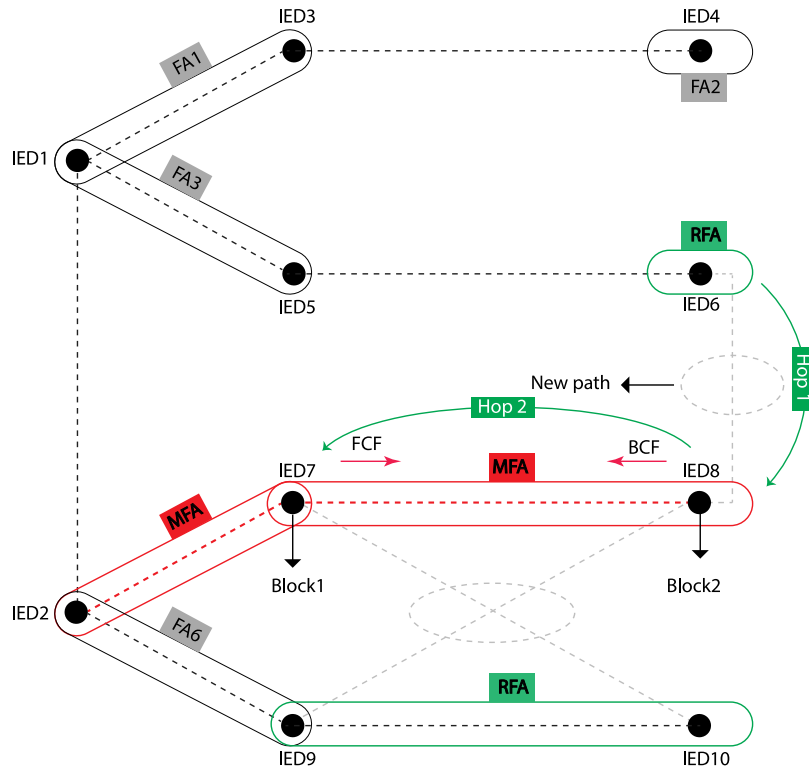 IED3
IED4
FA1
FA2
IED1
FA3
RFA
IED5
IED6
Hop 1
New path
Hop 2
FCF
BCF
IED7
MFA
IED8
MFA
Block1
Block2
IED2
FA6
RFA
IED9
IED10